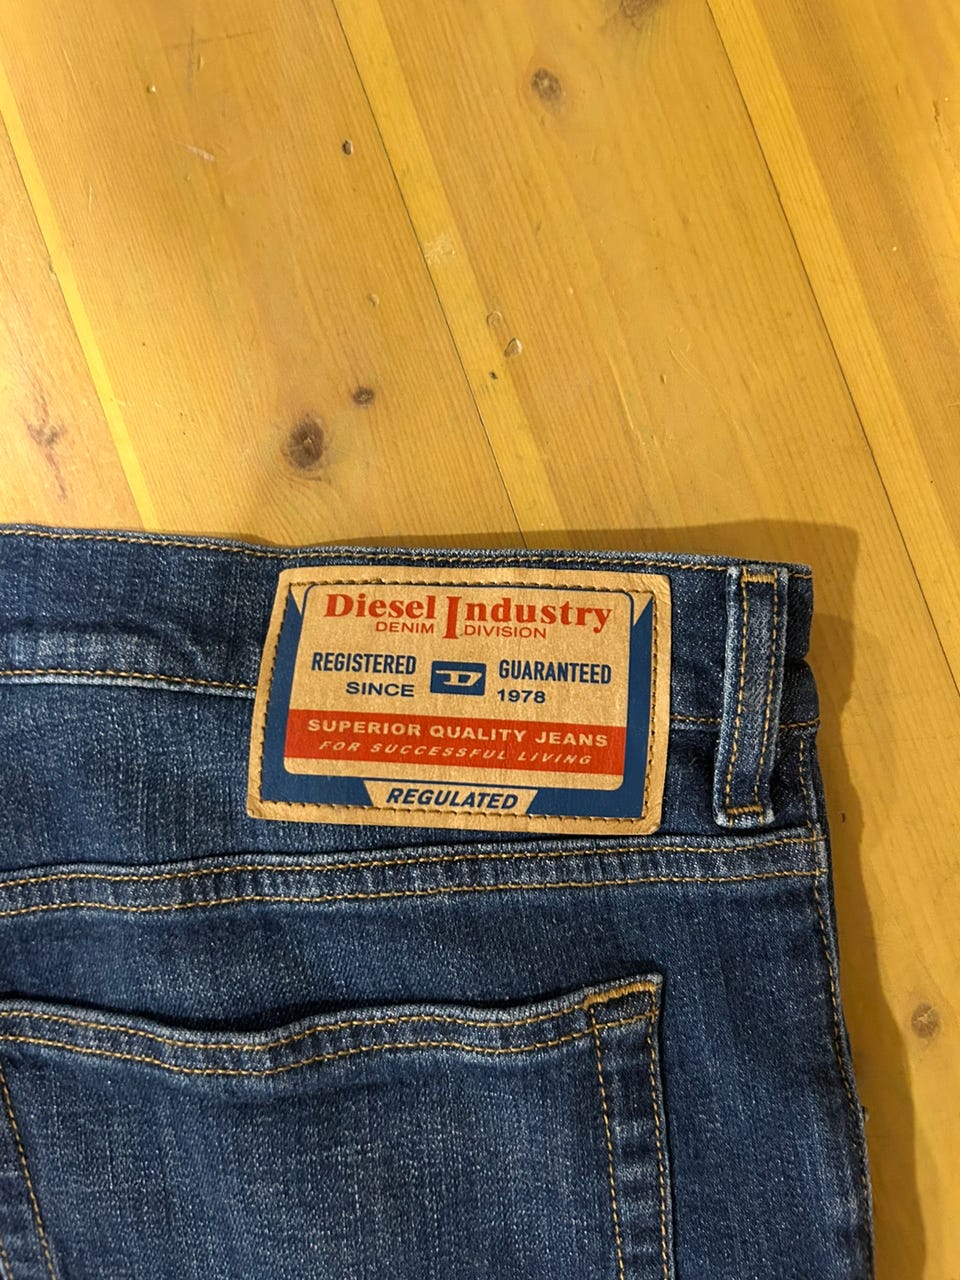 Diesel Industry
DENIM DIVISION
REGISTERED D GUARANTEED
SINCE 1978
SUPERIOR QUALITY JEANS
FOR SUCCESSFUL LIVING
REGULATED